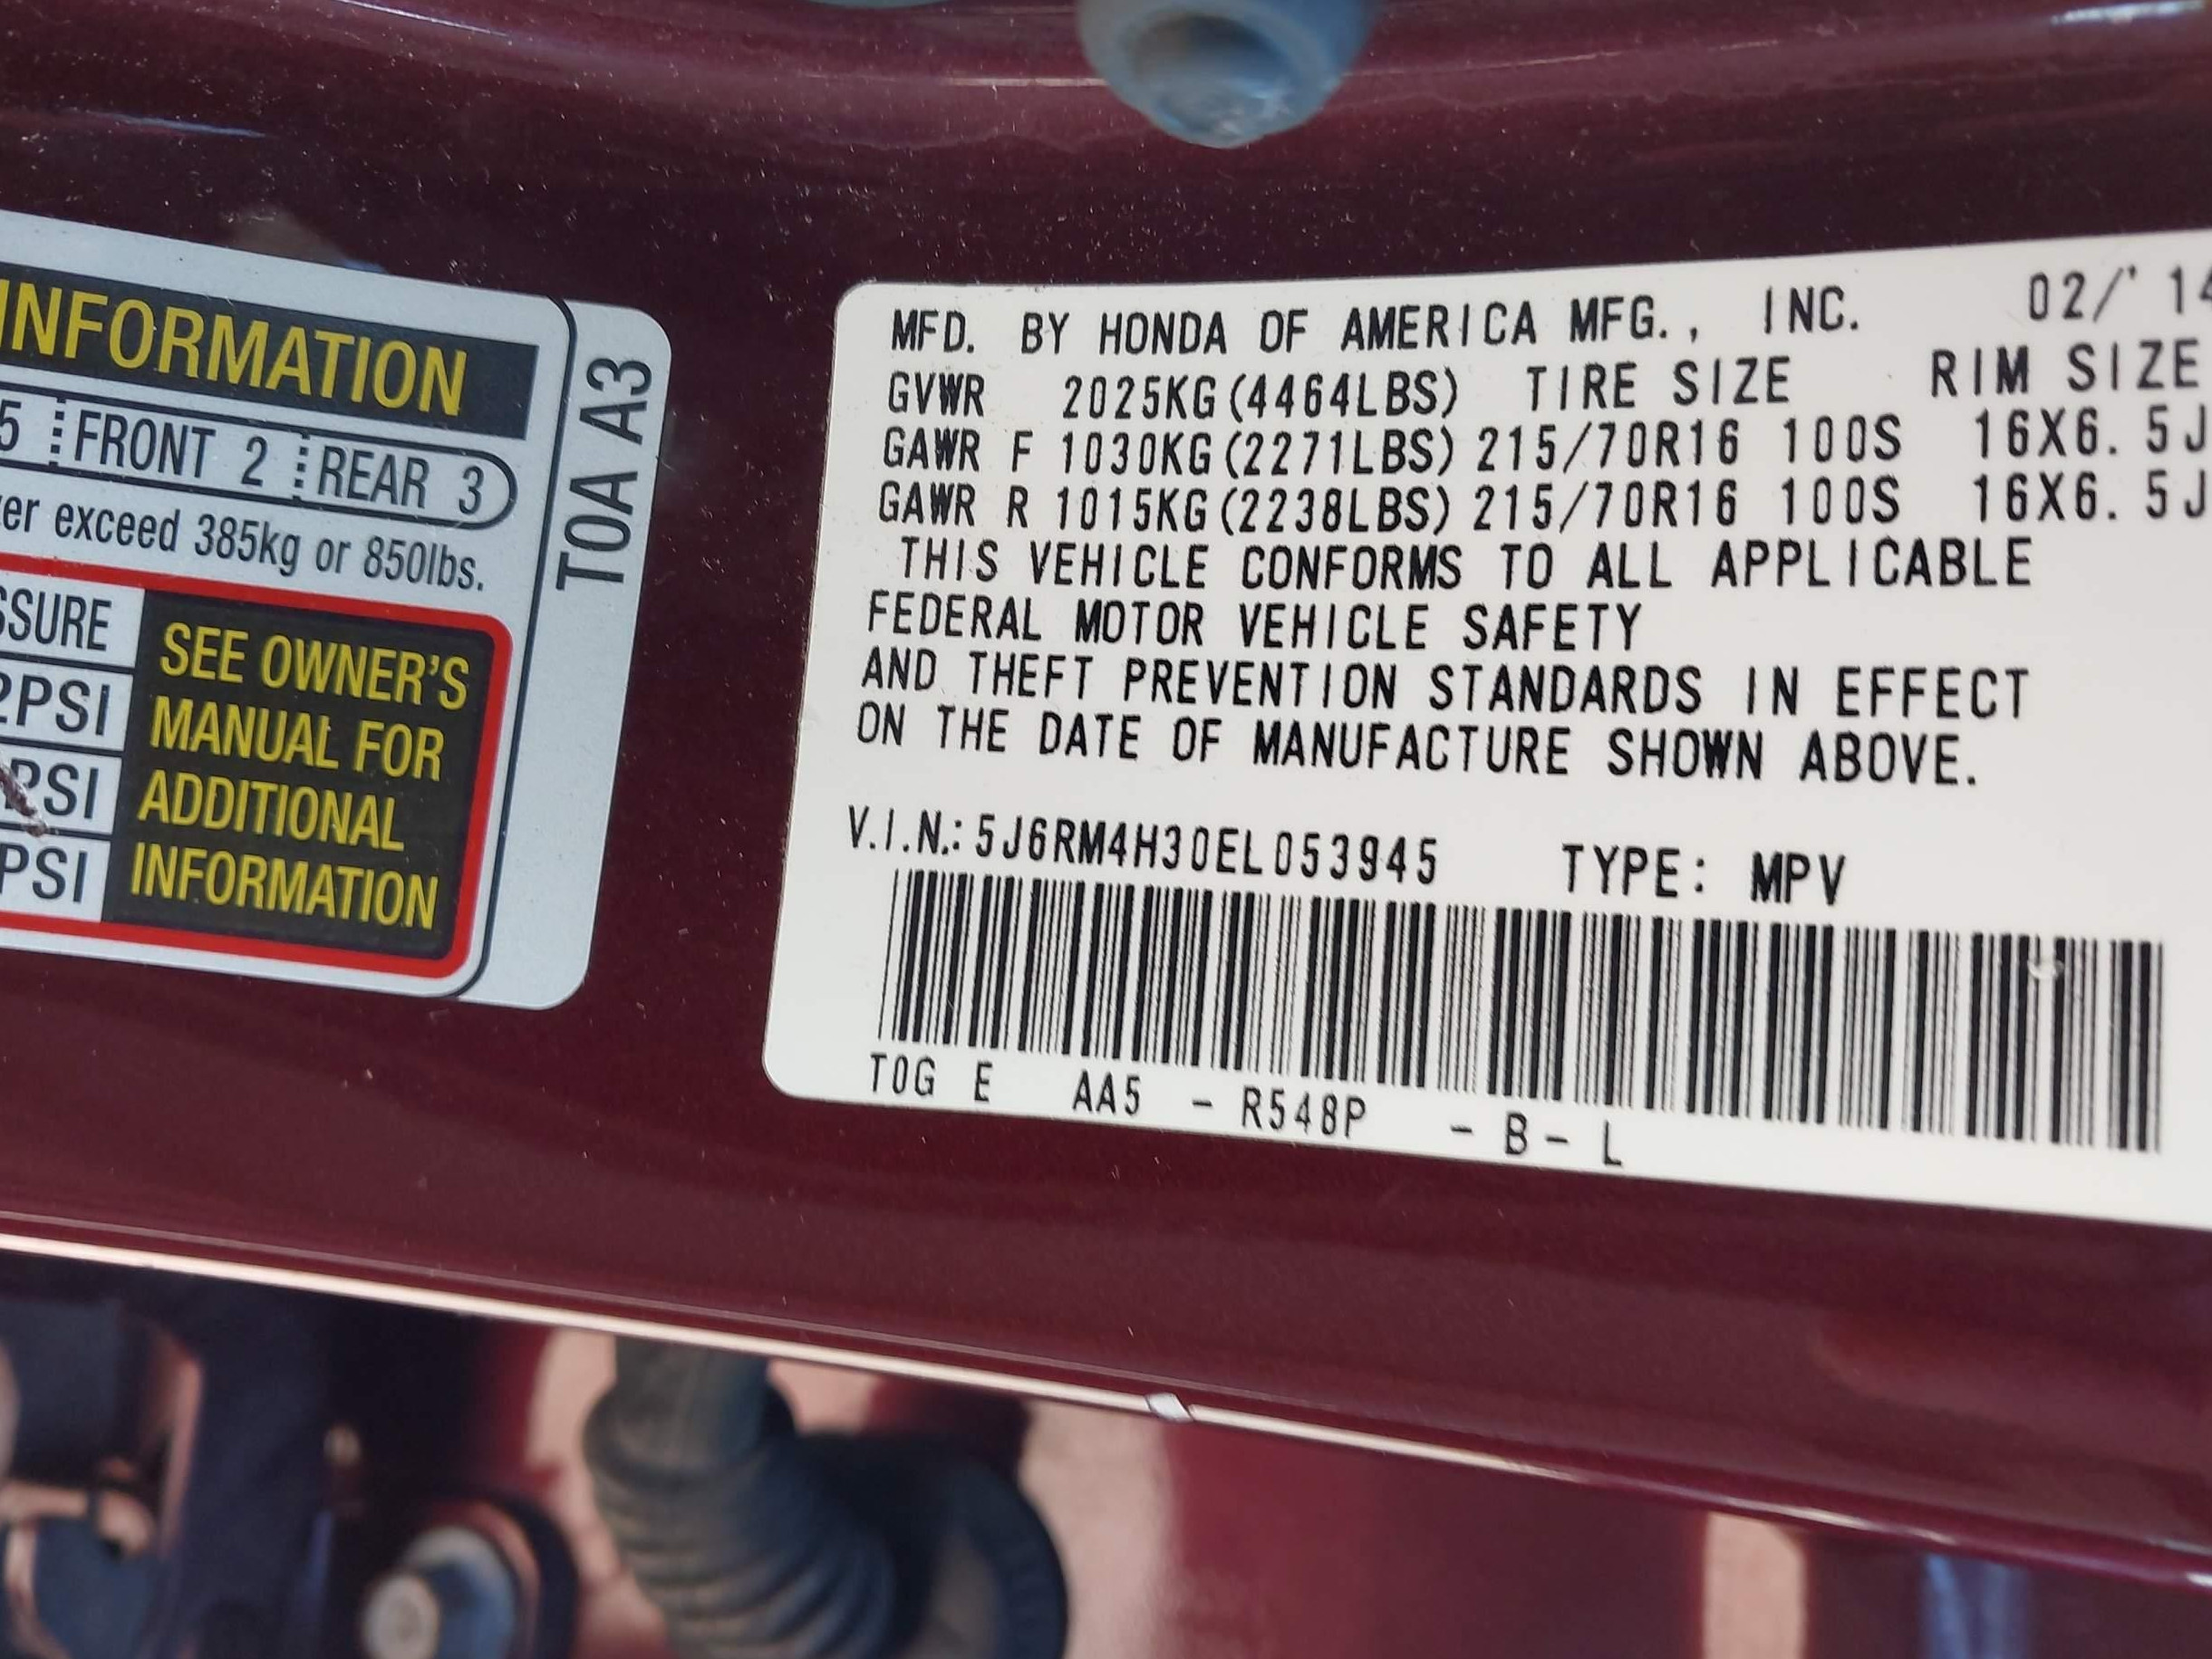 INFORMATION
5 FRONT 2 REAR 3
er exceed 385kg or 850lbs.
SSURE
2PSI
PSI
PSI
SEE OWNER'S
MANUAL FOR
ADDITIONAL
INFORMATION
T0A A3
MFD. BY HONDA OF AMERICA MFG., INC. 02/'14
GVWR 2025KG(4464LBS) TIRE SIZE RIM SIZE
GAWR F 1030KG(2271LBS) 215/70R16 100S 16X6.5J
GAWR R 1015KG(2238LBS) 215/70R16 100S 16X6.5J
THIS VEHICLE CONFORMS TO ALL APPLICABLE
FEDERAL MOTOR VEHICLE SAFETY
AND THEFT PREVENTION STANDARDS IN EFFECT
ON THE DATE OF MANUFACTURE SHOWN ABOVE.
V.I.N.: 5J6RM4H30EL053945 TYPE: MPV
T0G E AA5 - R548P - B - L